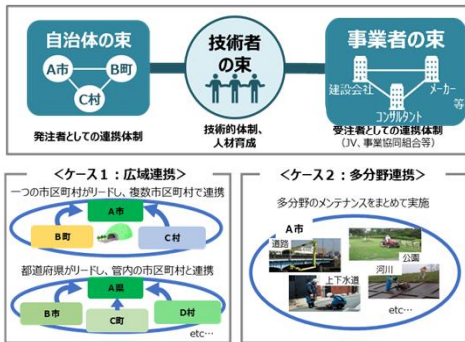 自治体の束
A市
B町
C村
発注者としての連携体制
技術者
の束
技術的体制、
人材育成
事業者の束
建設会社
メーカー
等
コンサルタント
受注者としての連携体制
(JV、事業協同組合等)
<ケース1:広域連携>
一つの市区町村がリードし、複数市区町村で連携
A市
B町
C村
都道府県がリードし、管内の市区町村と連携
A県
B市
C町
D村
etc…
<ケース2:多分野連携>
多分野のメンテナンスをまとめて実施
A市
道路
公園
上下水道
河川
etc…